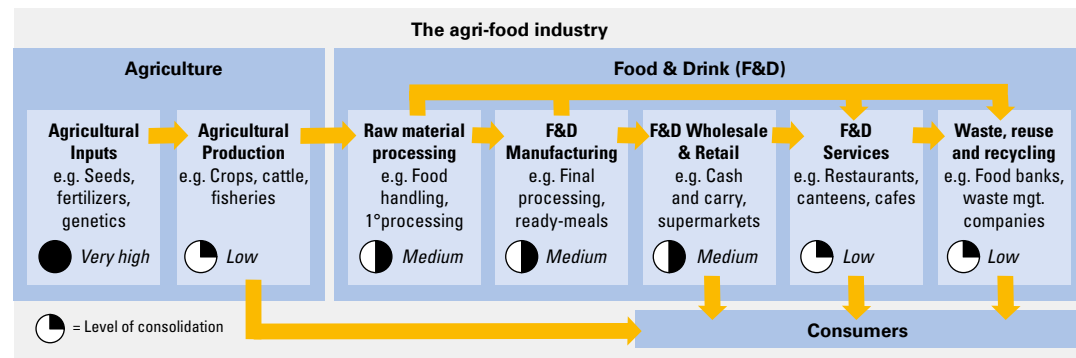 The agri-food industry
Agriculture
Food & Drink (F&D)
Agricultural
Inputs
e.g. Seeds,
fertilizers,
genetics
Very high
Agricultural
Production
e.g. Crops, cattle,
fisheries
Low
Raw material
processing
e.g. Food
handling,
1°processing
Medium
F&D
Manufacturing
e.g. Final
processing,
ready-meals
Medium
F&D Wholesale
& Retail
e.g. Cash
and carry,
supermarkets
Medium
F&D
Services
e.g. Restaurants,
canteens, cafes
Low
Waste, reuse
and recycling
e.g. Food banks,
waste mgt.
companies
Low
= Level of consolidation
Consumers